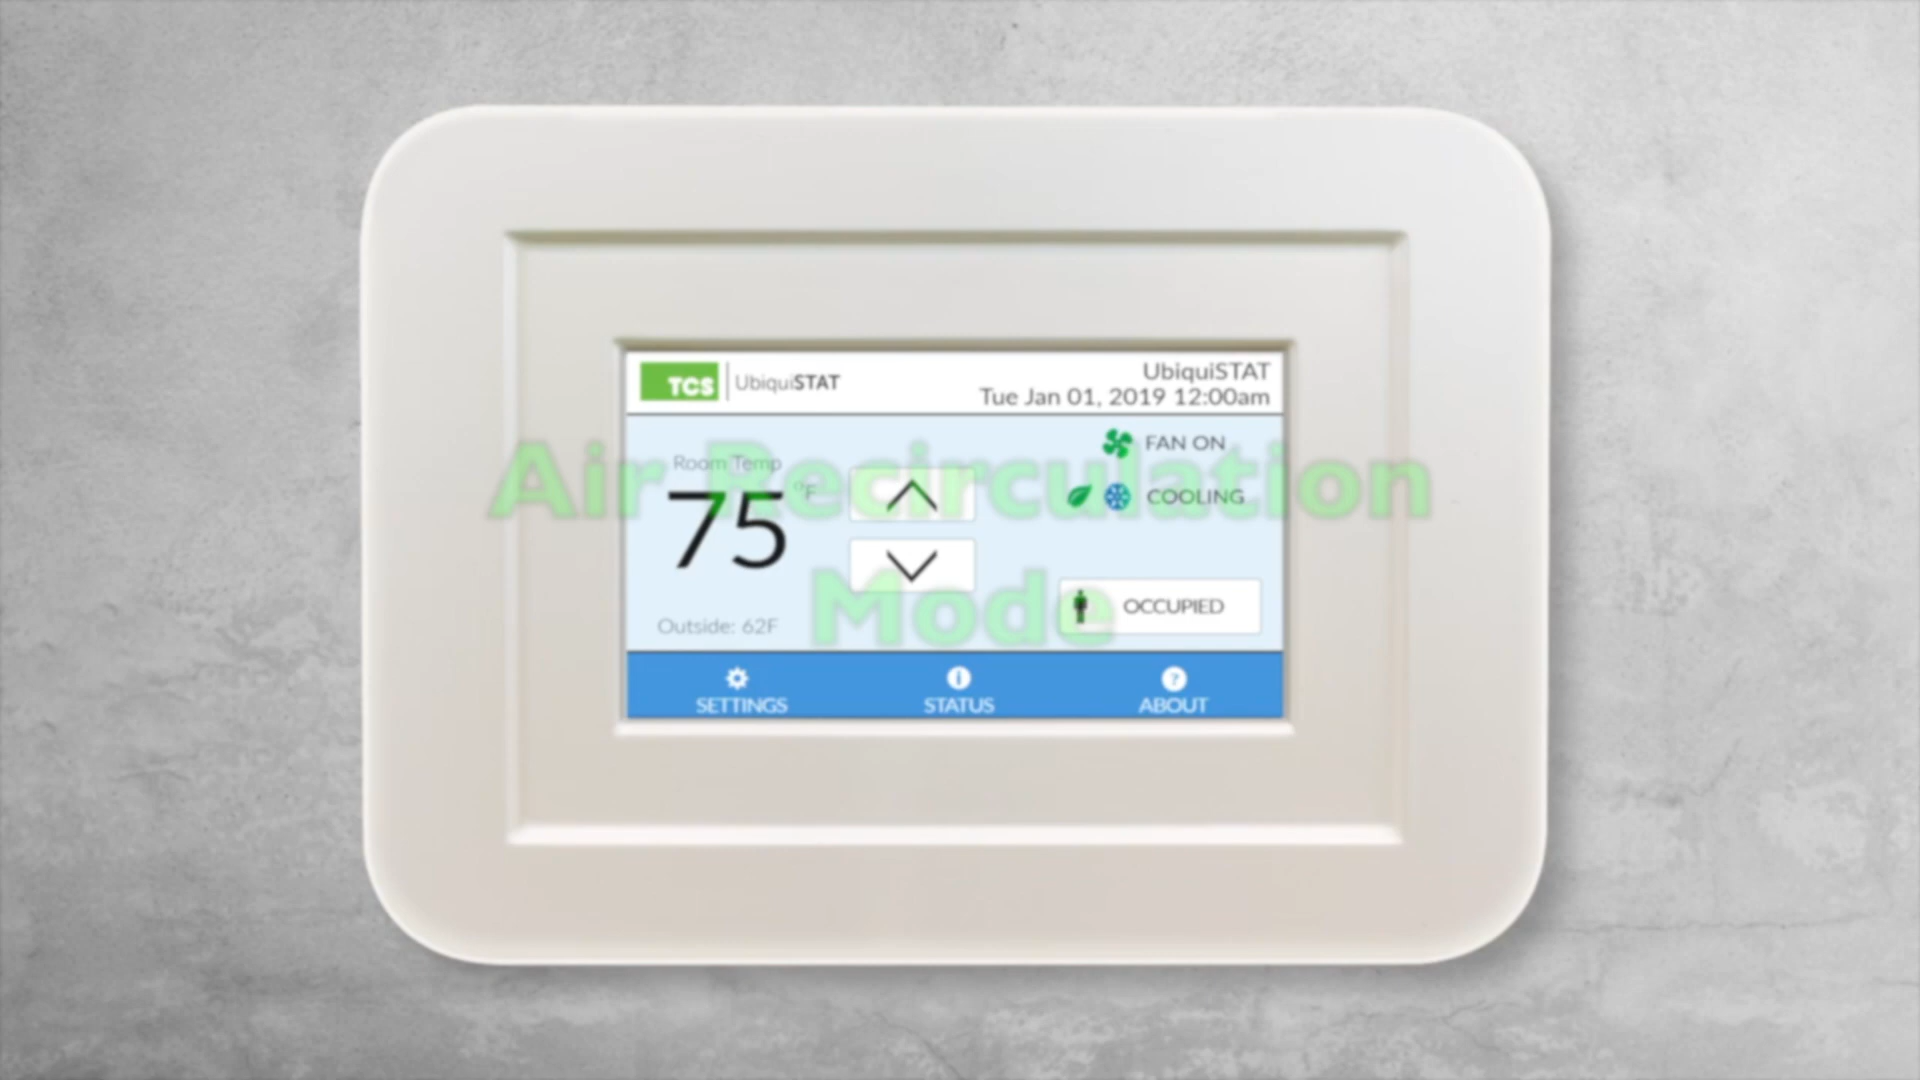 TCS UbiquiSTAT
UbiquiSTAT
Tue Jan 01, 2019 12:00am
Air Recirculation
Mode
Room Temp
75 °F
Outside: 62F
FAN ON
COOLING
OCCUPIED
SETTINGS
STATUS
ABOUT